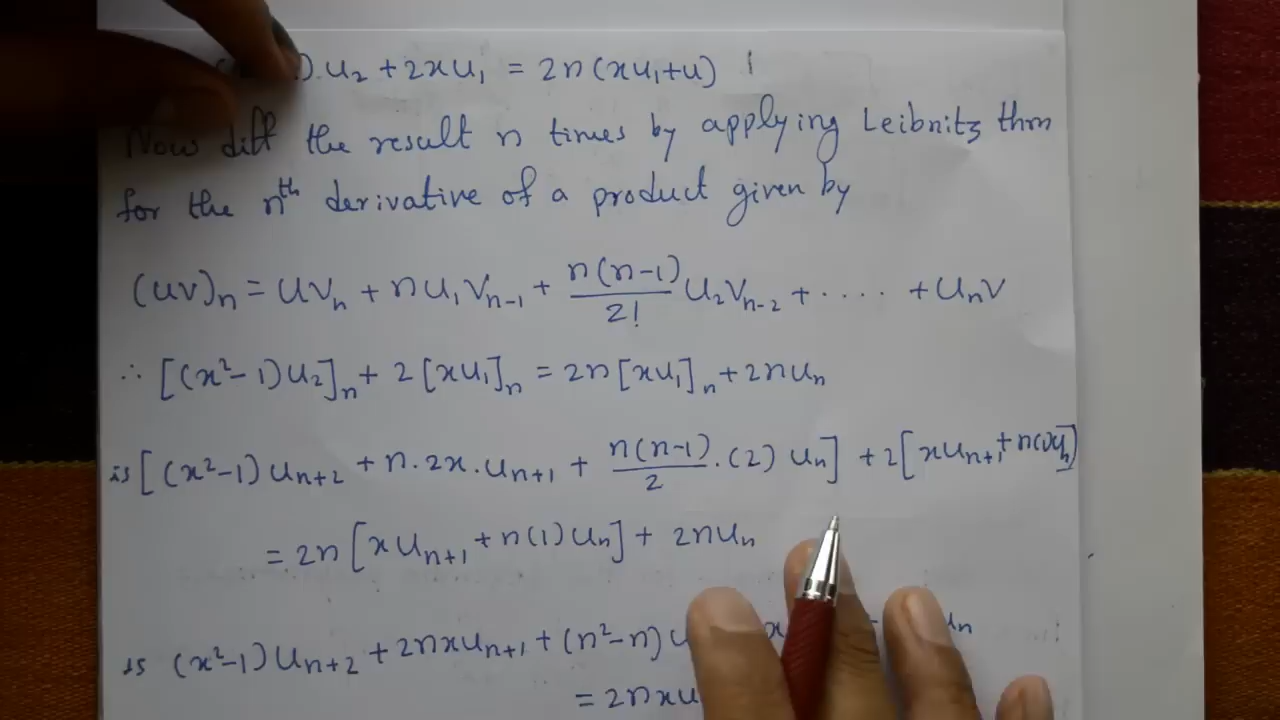 ).u₂ + 2xu₁ = 2n(xu₁+u)
Now diff the result n times by applying Leibnitz thm
for the nᵗʰ derivative of a product given by
(uv)ₙ = uvₙ + nu₁vₙ₋₁ + n(n-1)/2! u₂vₙ₋₂ + ···· + uₙv
∴ [(x²-1)u₂]ₙ + 2[xu₁]ₙ = 2n[xu₁]ₙ + 2nuₙ
is [(x²-1)uₙ₊₂ + n.2x.uₙ₊₁ + n(n-1)/2 .(2) uₙ] + 2[xuₙ₊₁ + n(1)uₙ]
= 2n[xuₙ₊₁ + n(1)uₙ] + 2nuₙ
is (x²-1)uₙ₊₂ + 2nxuₙ₊₁ + (n²-n)u
= 2nxu